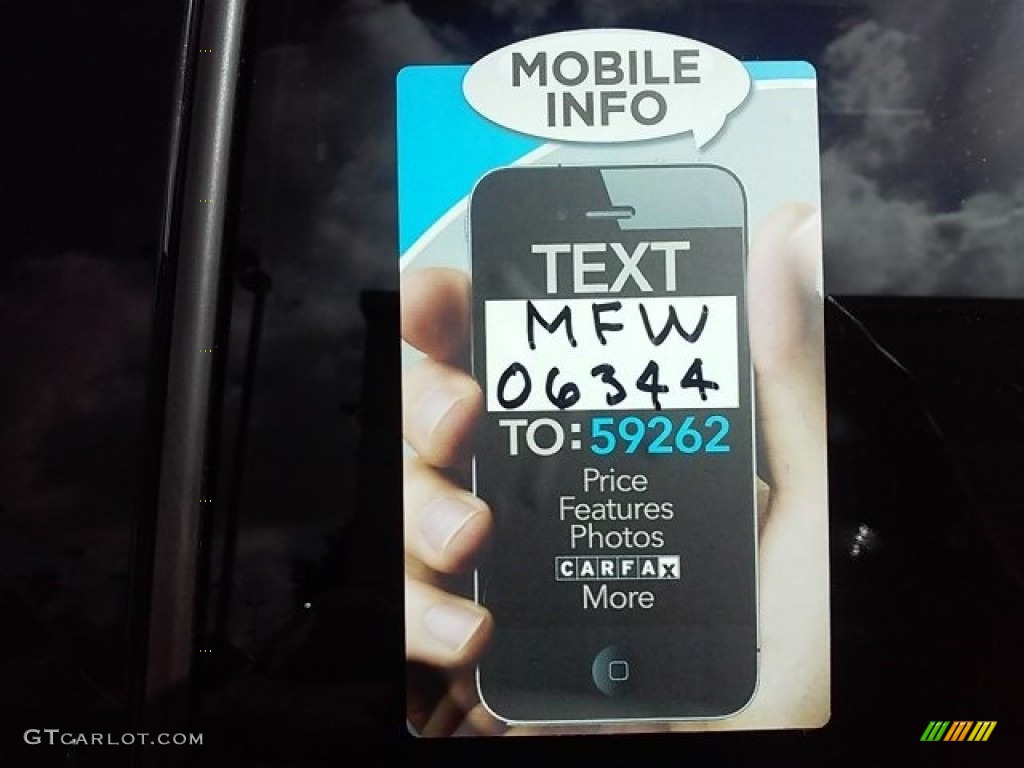 MOBILE
INFO
TEXT
MFW
06344
TO: 59262
Price
Features
Photos
CARFAX
More
GTCARLOT.COM